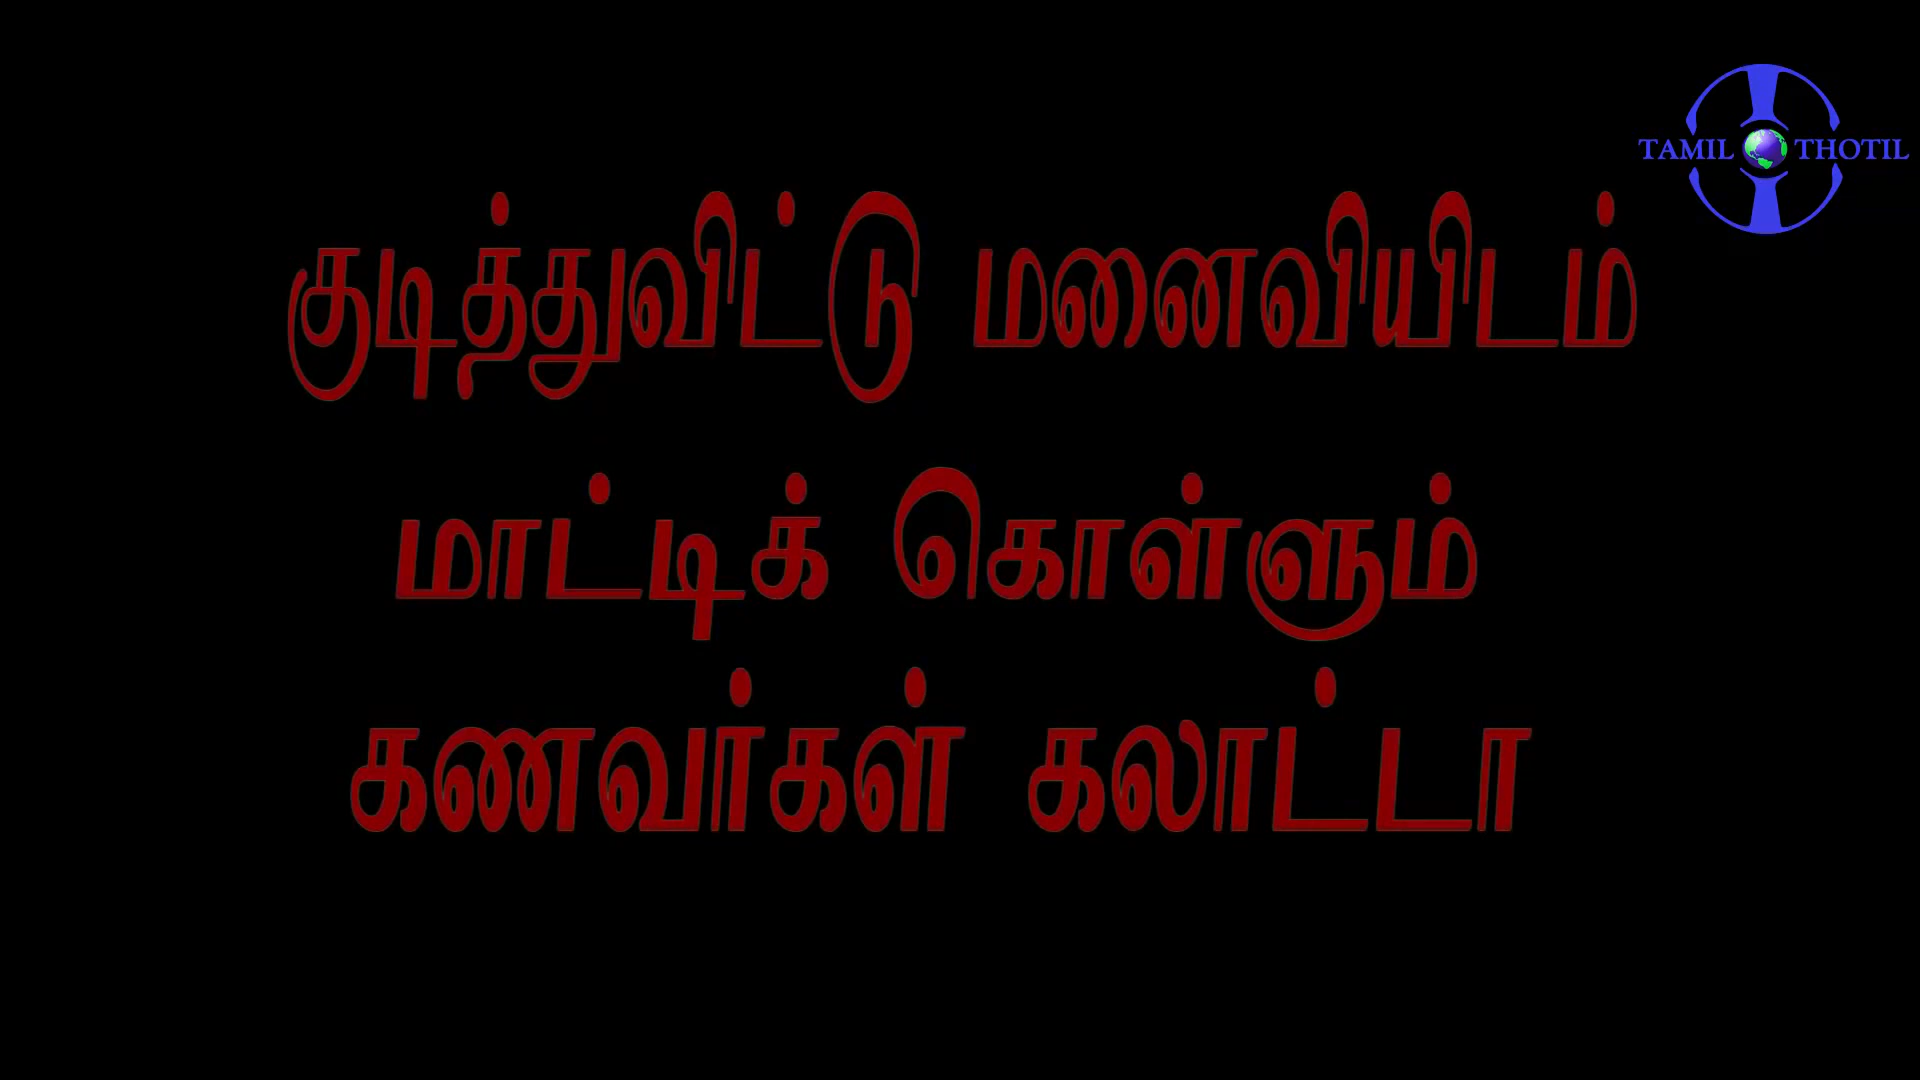 TAMIL THOTIL
குடித்துவிட்டு மனைவியிடம்
மாட்டிக் கொள்ளும்
கணவர்கள் கலாட்டா